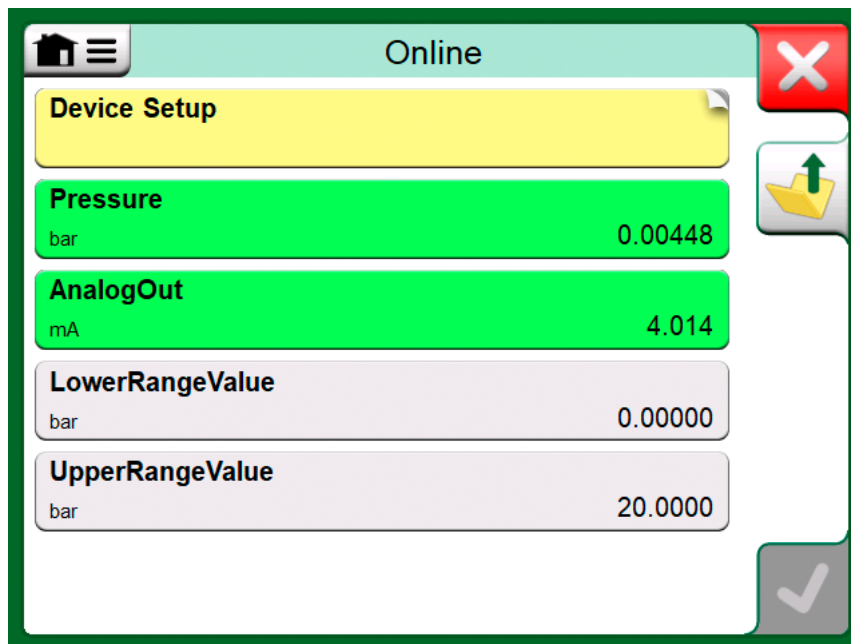 Online
Device Setup
Pressure
bar 0.00448
AnalogOut
mA 4.014
LowerRangeValue
bar 0.00000
UpperRangeValue
bar 20.0000